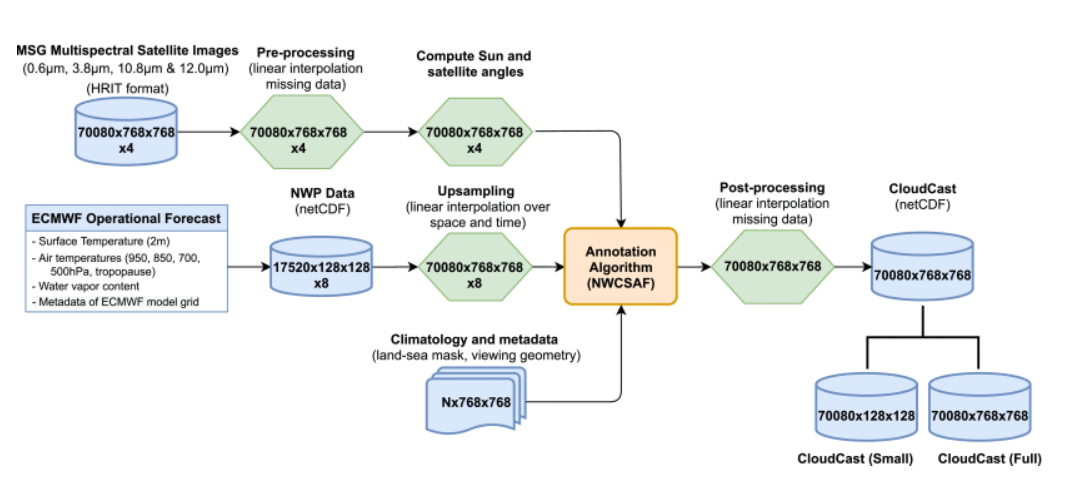 MSG Multispectral Satellite Images
(0.6µm, 3.8µm, 10.8µm & 12.0µm)
(HRIT format)
70080x768x768
x4
Pre-processing
(linear interpolation
missing data)
70080x768x768
x4
Compute Sun and
satellite angles
70080x768x768
x4
ECMWF Operational Forecast
- Surface Temperature (2m)
- Air temperatures (950, 850, 700,
500hPa, tropopause)
- Water vapor content
- Metadata of ECMWF model grid
NWP Data
(netCDF)
17520x128x128
x8
Upsampling
(linear interpolation over
space and time)
70080x768x768
x8
Climatology and metadata
(land-sea mask, viewing geometry)
Nx768x768
Annotation
Algorithm
(NWCSAF)
Post-processing
(linear interpolation
missing data)
70080x768x768
CloudCast
(netCDF)
70080x768x768
70080x128x128
CloudCast (Small)
70080x768x768
CloudCast (Full)